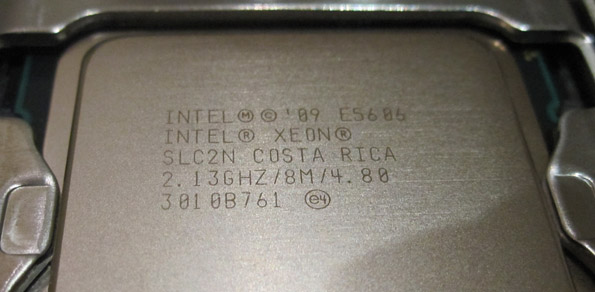 INTEL Ⓜ © '09 E5606
INTEL® XEON®
SLC2N COSTA RICA
2.13GHZ/8M/4.80
3010B761 e4